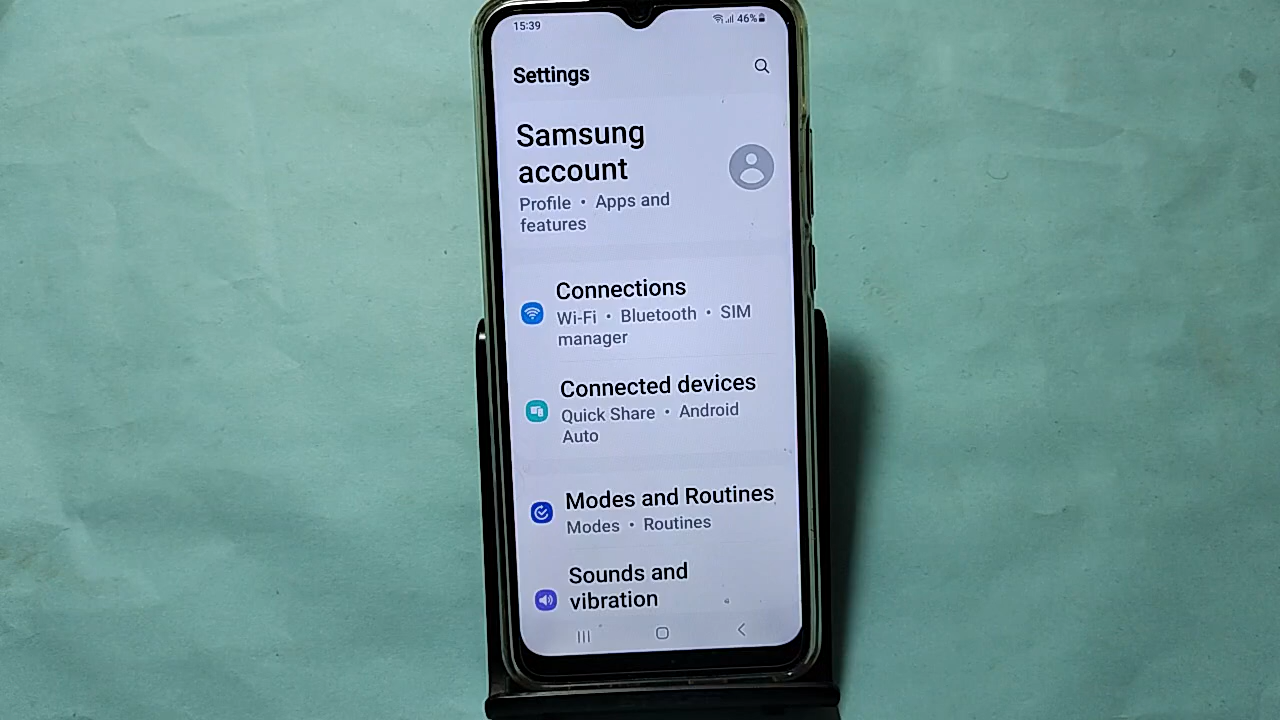 15:39
46%
Settings
Samsung
account
Profile • Apps and
features
Connections
Wi-Fi • Bluetooth • SIM
manager
Connected devices
Quick Share • Android
Auto
Modes and Routines
Modes • Routines
Sounds and
vibration